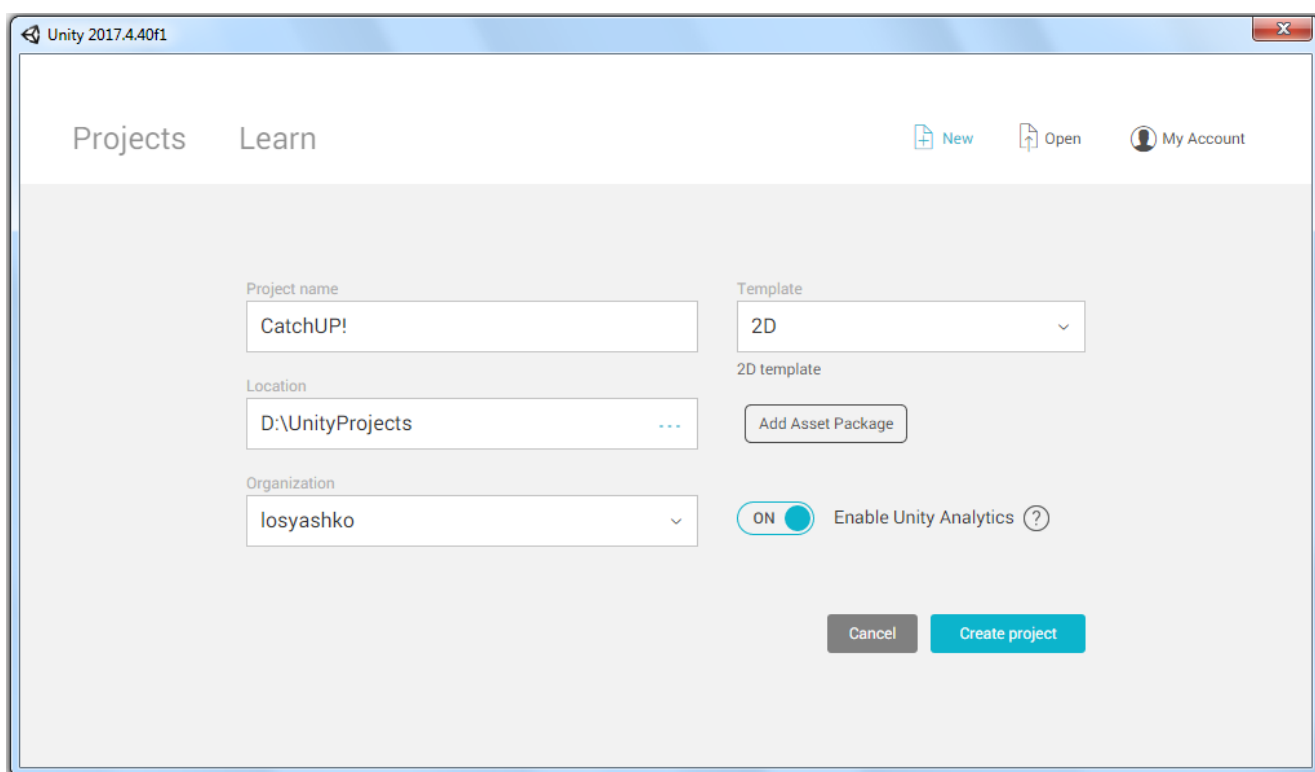 Unity 2017.4.40f1
Projects Learn New Open My Account
Project name
CatchUP!
Location
D:\UnityProjects
...
Organization
losyashko
Template
2D
2D template
Add Asset Package
ON Enable Unity Analytics ?
Cancel Create project